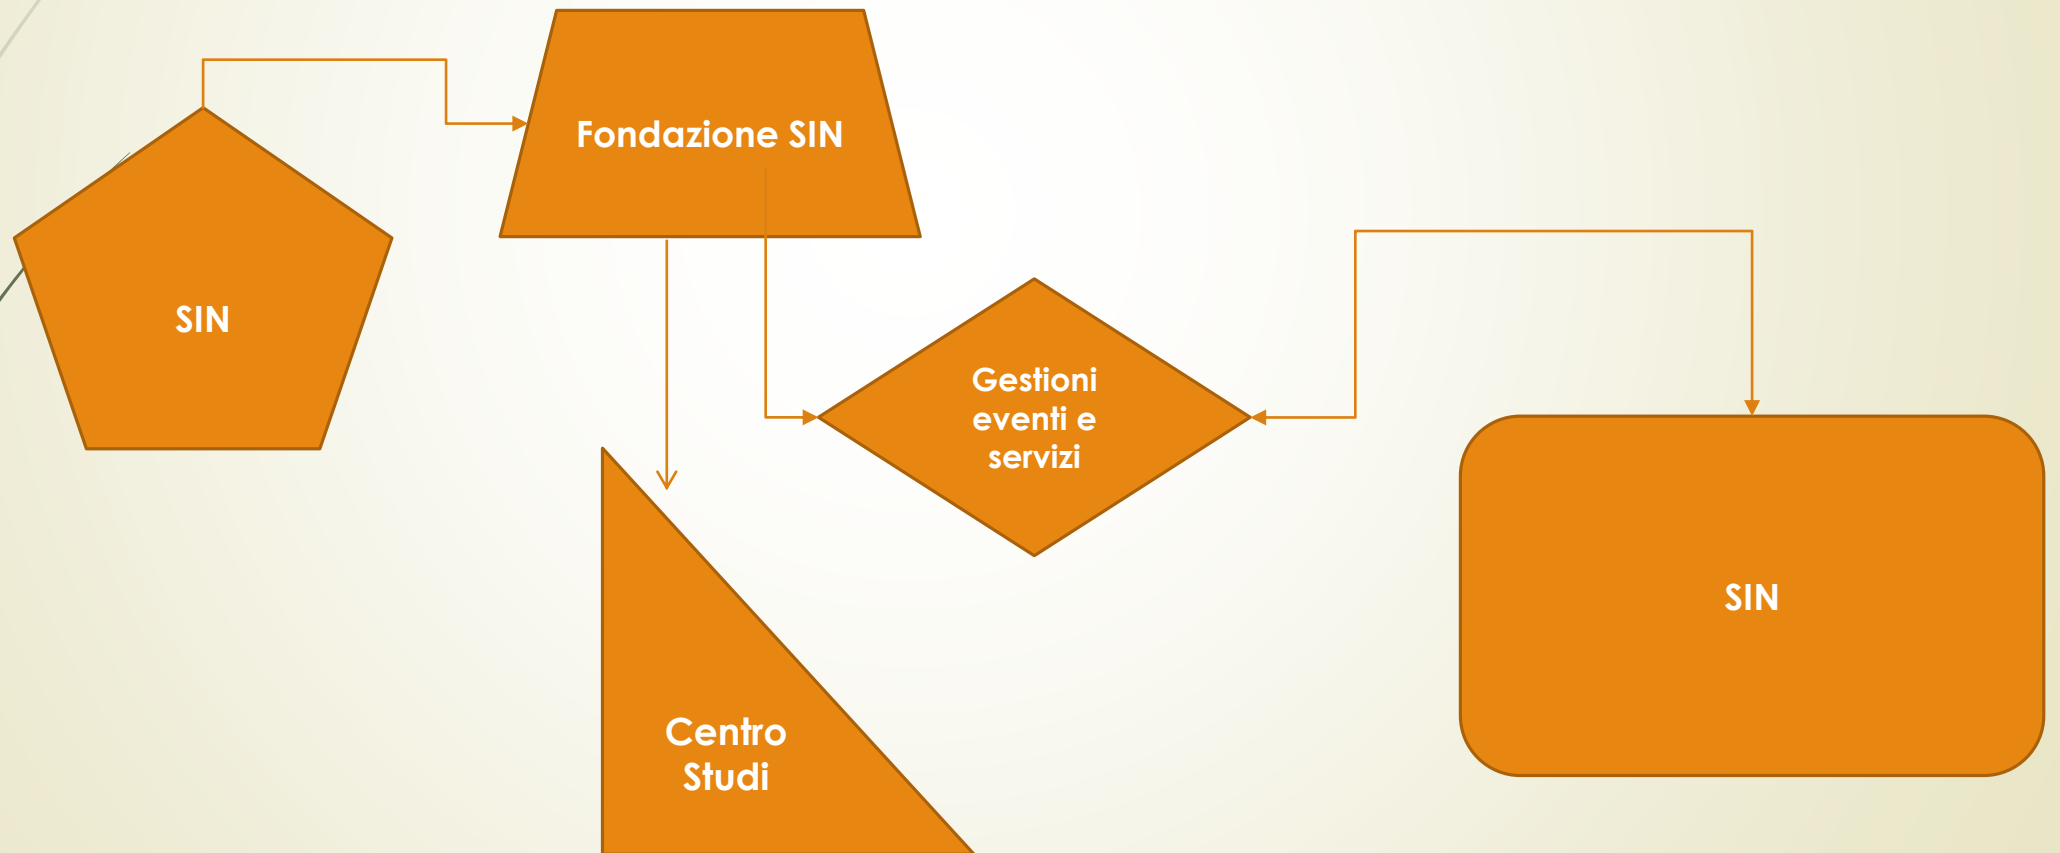 Fondazione SIN
SIN
Gestioni
eventi e
servizi
SIN
Centro
Studi